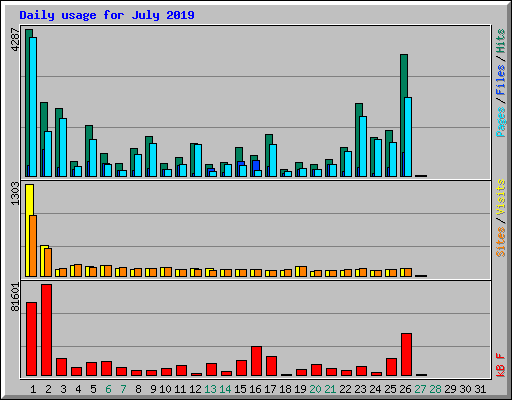 Daily usage for July 2019
4287
Pages / Files / Hits
1303
Sites / Visits
81601
kB F
1 2 3 4 5 6 7 8 9 10 11 12 13 14 15 16 17 18 19 20 21 22 23 24 25 26 27 28 29 30 31